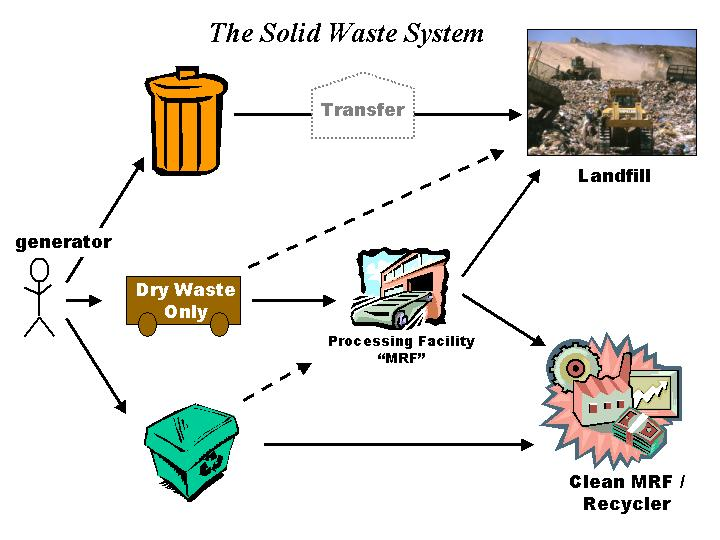 The Solid Waste System
Transfer
Landfill
generator
Dry Waste
Only
Processing Facility
“MRF”
Clean MRF /
Recycler